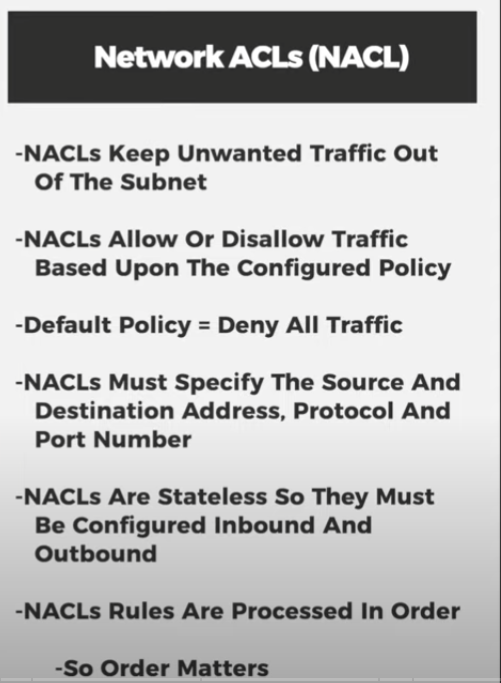 Network ACLs (NACL)
-NACLs Keep Unwanted Traffic Out
Of The Subnet
-NACLs Allow Or Disallow Traffic
Based Upon The Configured Policy
-Default Policy = Deny All Traffic
-NACLs Must Specify The Source And
Destination Address, Protocol And
Port Number
-NACLs Are Stateless So They Must
Be Configured Inbound And
Outbound
-NACLs Rules Are Processed In Order
-So Order Matters